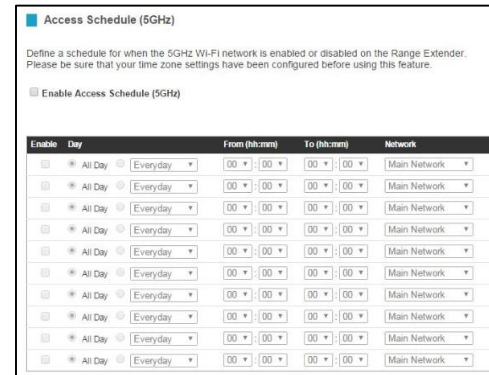 Access Schedule (5GHz)
Define a schedule for when the 5GHz Wi-Fi network is enabled or disabled on the Range Extender.
Please be sure that your time zone settings have been configured before using this feature.
Enable Access Schedule (5GHz)
Enable Day From (hh:mm) To (hh:mm) Network
All Day Everyday 00 : 00 00 : 00 Main Network
All Day Everyday 00 : 00 00 : 00 Main Network
All Day Everyday 00 : 00 00 : 00 Main Network
All Day Everyday 00 : 00 00 : 00 Main Network
All Day Everyday 00 : 00 00 : 00 Main Network
All Day Everyday 00 : 00 00 : 00 Main Network
All Day Everyday 00 : 00 00 : 00 Main Network
All Day Everyday 00 : 00 00 : 00 Main Network
All Day Everyday 00 : 00 00 : 00 Main Network
All Day Everyday 00 : 00 00 : 00 Main Network